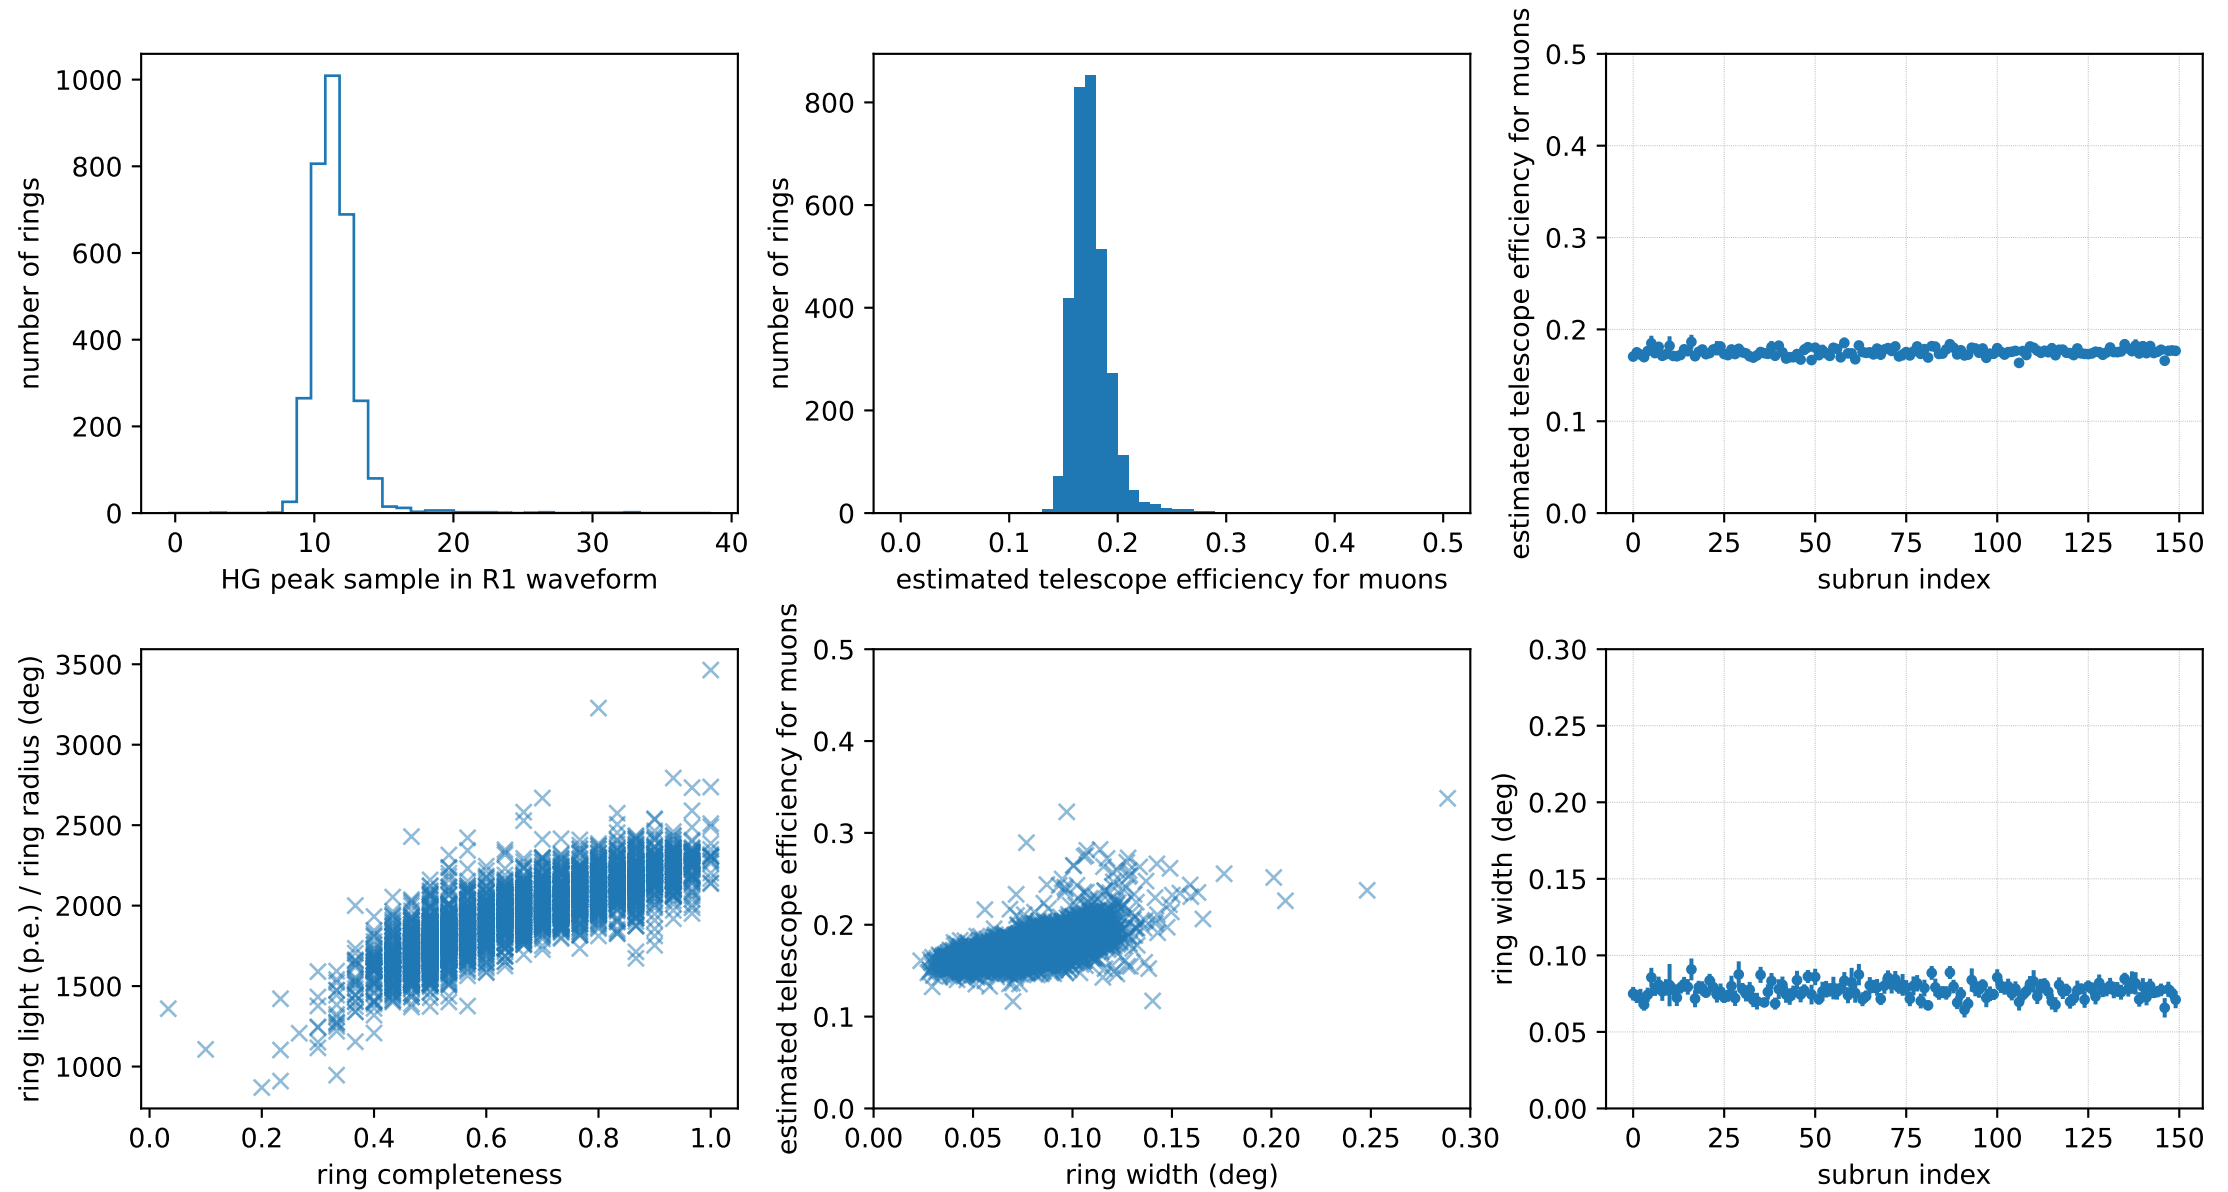 number of rings
1000
800
600
400
200
0
0 10 20 30 40
HG peak sample in R1 waveform
number of rings
800
600
400
200
0
0.0 0.1 0.2 0.3 0.4 0.5
estimated telescope efficiency for muons
estimated telescope efficiency for muons
0.5
0.4
0.3
0.2
0.1
0.0
0 25 50 75 100 125 150
subrun index
ring light (p.e.) / ring radius (deg)
3500
3000
2500
2000
1500
1000
0.0 0.2 0.4 0.6 0.8 1.0
ring completeness
estimated telescope efficiency for muons
0.5
0.4
0.3
0.2
0.1
0.0
0.00 0.05 0.10 0.15 0.20 0.25 0.30
ring width (deg)
ring width (deg)
0.30
0.25
0.20
0.15
0.10
0.05
0.00
0 25 50 75 100 125 150
subrun index